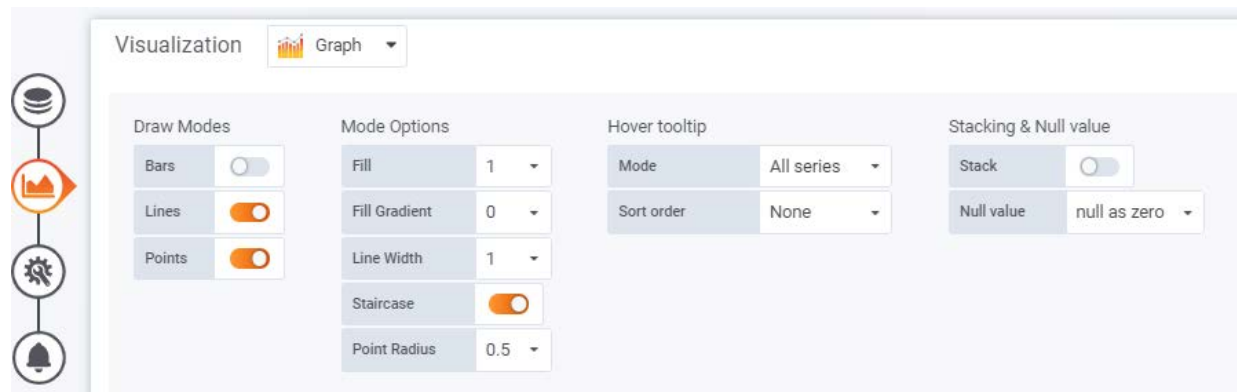 Visualization Graph
Draw Modes Mode Options Hover tooltip Stacking & Null value
Bars Fill 1 Mode All series Stack
Lines Fill Gradient 0 Sort order None Null value null as zero
Points Line Width 1
Staircase
Point Radius 0.5